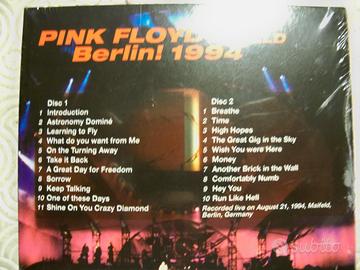 PINK FLOYD
Berlin! 1994
Disc 1
1 Introduction
2 Astronomy Dominé
3 Learning to Fly
4 What do you want from Me
5 On the Turning Away
6 Take it Back
7 A Great Day for Freedom
8 Sorrow
9 Keep Talking
10 One of these Days
11 Shine On You Crazy Diamond
Disc 2
1 Breathe
2 Time
3 High Hopes
4 The Great Gig in the Sky
5 Wish You were Here
6 Money
7 Another Brick in the Wall
8 Comfortably Numb
9 Hey You
10 Run Like Hell
Recorded live on August 21, 1994, Maifeld,
Berlin, Germany
subito